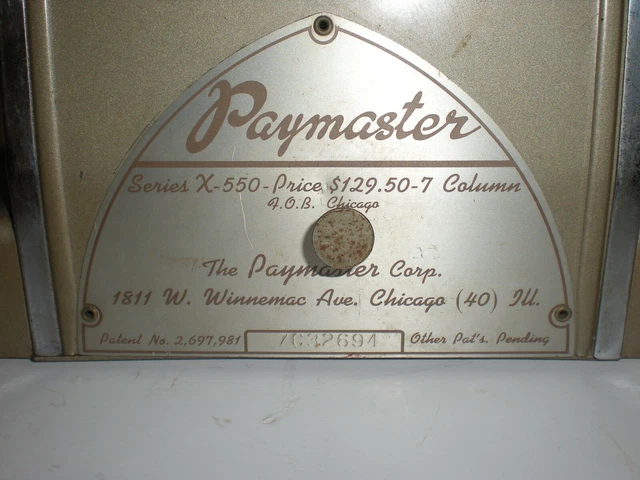 Paymaster
Series X-550-Price $129.50-7 Column
F.O.B. Chicago
The Paymaster Corp.
1811 W. Winnemac Ave. Chicago (40) Ill.
Patent No. 2,697,981
7C32694
Other Pat's. Pending